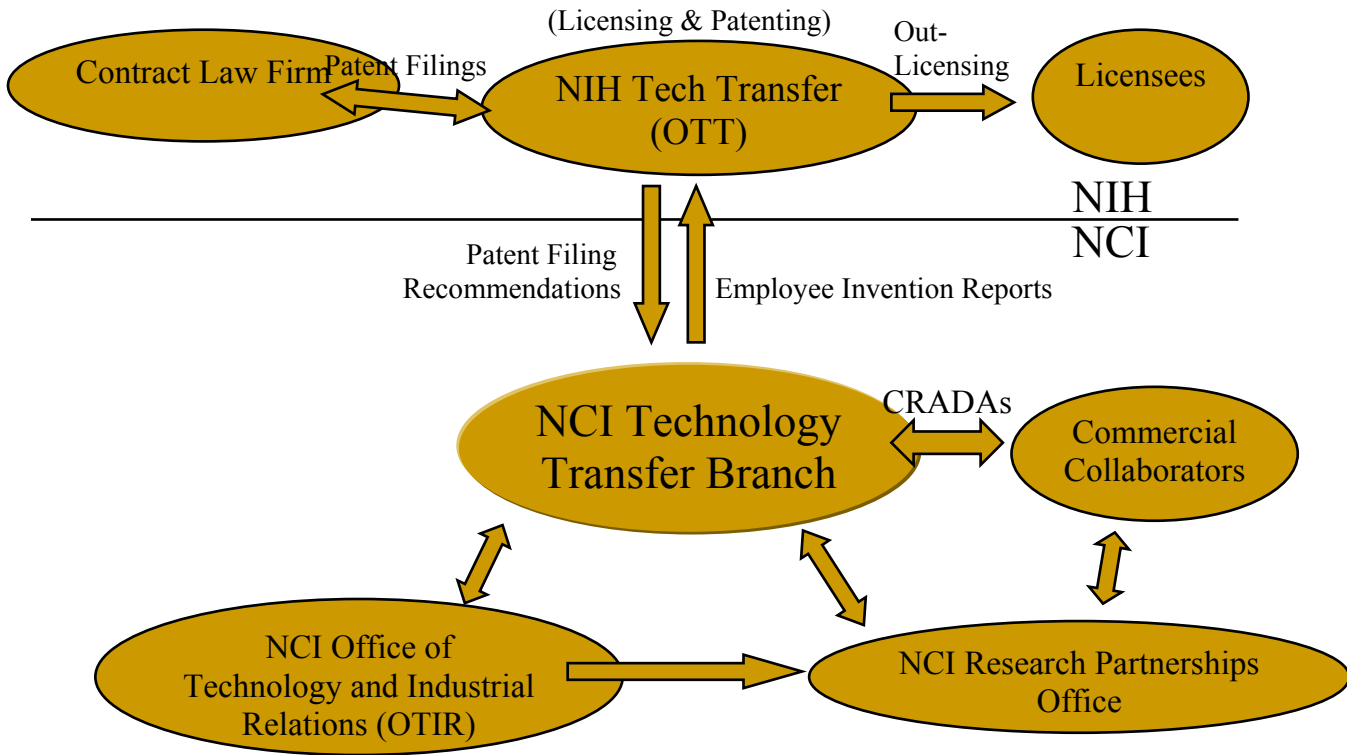 (Licensing & Patenting)
Contract Law Firm
Patent Filings
NIH Tech Transfer
(OTT)
Out-
Licensing
Licensees
NIH
NCI
Patent Filing
Recommendations
Employee Invention Reports
NCI Technology
Transfer Branch
CRADAs
Commercial
Collaborators
NCI Office of
Technology and Industrial
Relations (OTIR)
NCI Research Partnerships
Office